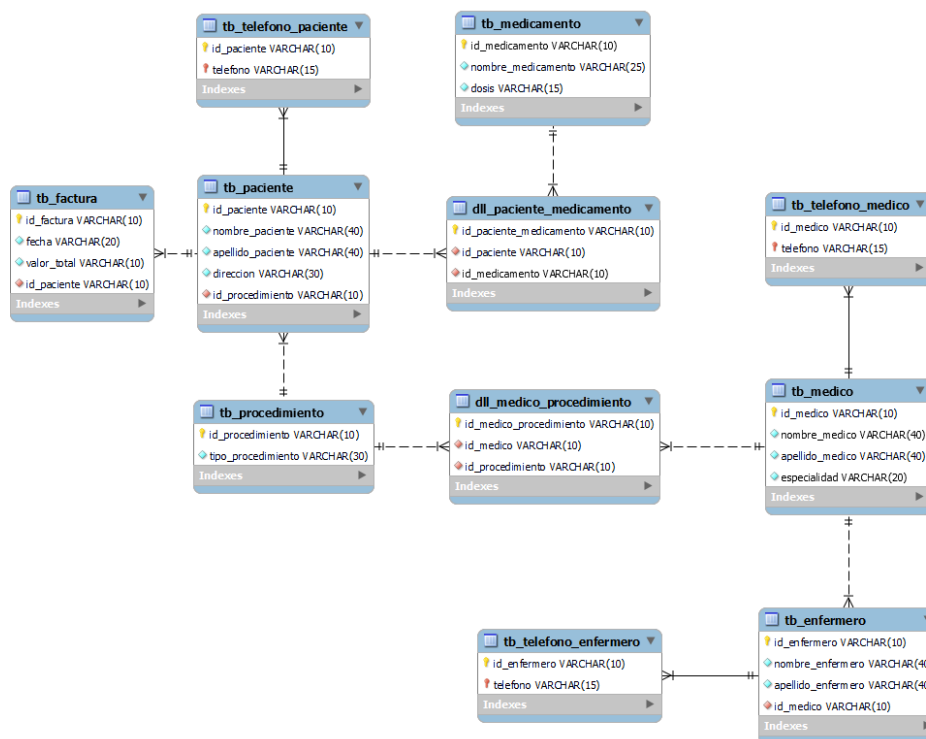 tb_telefono_paciente
id_paciente VARCHAR(10)
telefono VARCHAR(15)
Indexes
tb_medicamento
id_medicamento VARCHAR(10)
nombre_medicamento VARCHAR(25)
dosis VARCHAR(15)
Indexes
tb_factura
id_factura VARCHAR(10)
fecha VARCHAR(20)
valor_total VARCHAR(10)
id_paciente VARCHAR(10)
Indexes
tb_paciente
id_paciente VARCHAR(10)
nombre_paciente VARCHAR(40)
apellido_paciente VARCHAR(40)
direccion VARCHAR(30)
id_procedimiento VARCHAR(10)
Indexes
dll_paciente_medicamento
id_paciente_medicamento VARCHAR(10)
id_paciente VARCHAR(10)
id_medicamento VARCHAR(10)
Indexes
tb_telefono_medico
id_medico VARCHAR(10)
telefono VARCHAR(15)
Indexes
tb_procedimiento
id_procedimiento VARCHAR(10)
tipo_procedimiento VARCHAR(30)
Indexes
dll_medico_procedimiento
id_medico_procedimiento VARCHAR(10)
id_medico VARCHAR(10)
id_procedimiento VARCHAR(10)
Indexes
tb_medico
id_medico VARCHAR(10)
nombre_medico VARCHAR(40)
apellido_medico VARCHAR(40)
especialidad VARCHAR(20)
Indexes
tb_telefono_enfermero
id_enfermero VARCHAR(10)
telefono VARCHAR(15)
Indexes
tb_enfermero
id_enfermero VARCHAR(10)
nombre_enfermero VARCHAR(40
apellido_enfermero VARCHAR(40
id_medico VARCHAR(10)
Indexes